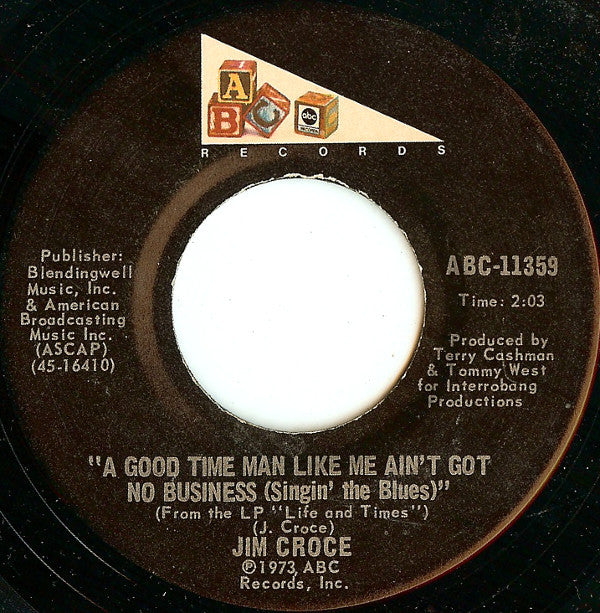 A
B C abc
RECORDS
RECORDS
Publisher:
Blendingwell
Music, Inc.
& American
Broadcasting
Music Inc.
(ASCAP)
(45-16410)
ABC-11359
Time: 2:03
Produced by
Terry Cashman
& Tommy West
for Interrobang
Productions
"A GOOD TIME MAN LIKE ME AIN'T GOT
NO BUSINESS (Singin' the Blues)"
(From the LP "Life and Times")
(J. Croce)
JIM CROCE
℗1973, ABC
Records, Inc.